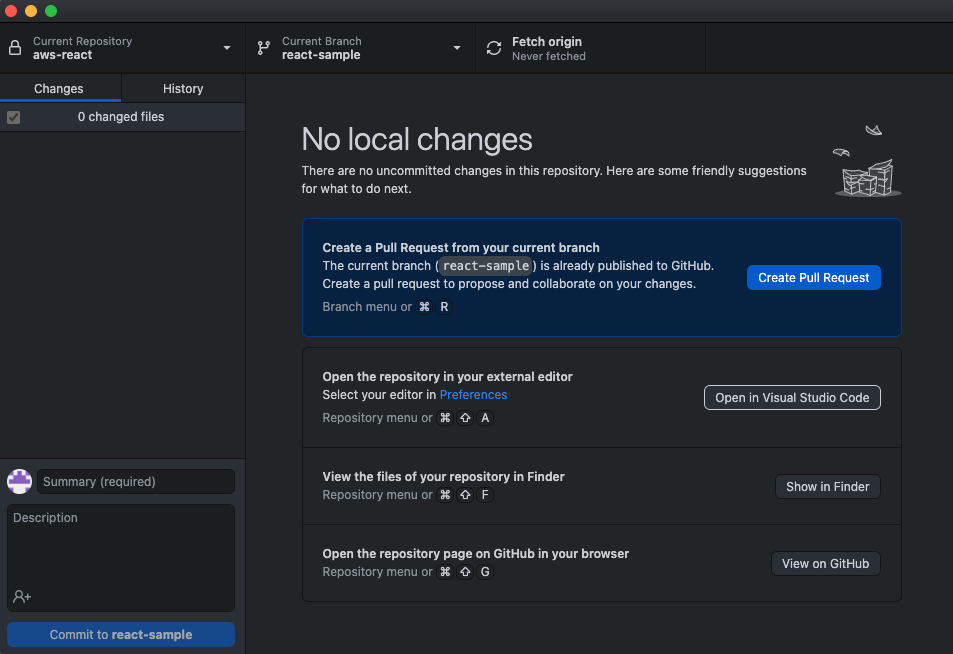 Current Repository
aws-react
Current Branch
react-sample
Fetch origin
Never fetched
Changes
History
0 changed files
No local changes
There are no uncommitted changes in this repository. Here are some friendly suggestions
for what to do next.
Create a Pull Request from your current branch
The current branch (react-sample) is already published to GitHub.
Create a pull request to propose and collaborate on your changes.
Branch menu or ⌘ R
Create Pull Request
Open the repository in your external editor
Select your editor in Preferences
Repository menu or ⌘ ⇧ A
Open in Visual Studio Code
View the files of your repository in Finder
Repository menu or ⌘ ⇧ F
Show in Finder
Open the repository page on GitHub in your browser
Repository menu or ⌘ ⇧ G
View on GitHub
Summary (required)
Description
Commit to react-sample